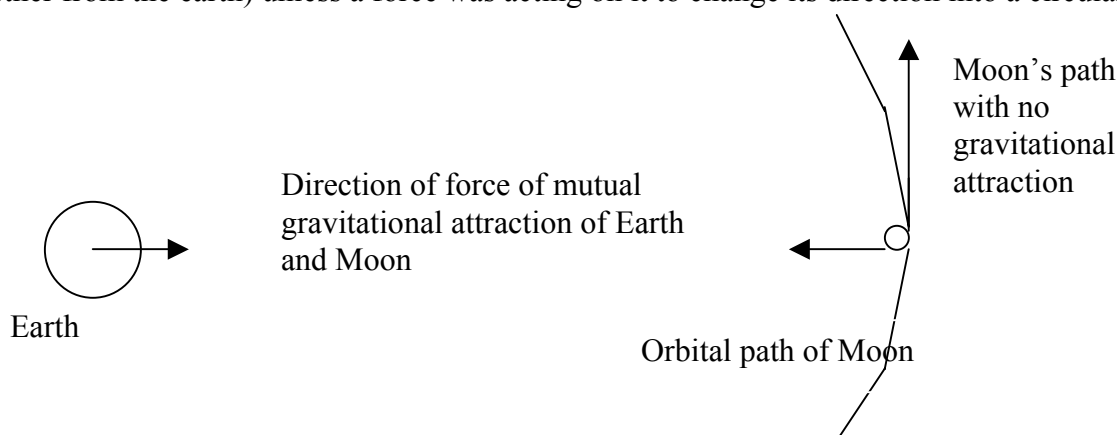 ther from the earth) unless a force was acting on it to change its direction into a circula
Moon’s path
with no
gravitational
attraction
Direction of force of mutual
gravitational attraction of Earth
and Moon
Earth
Orbital path of Moon